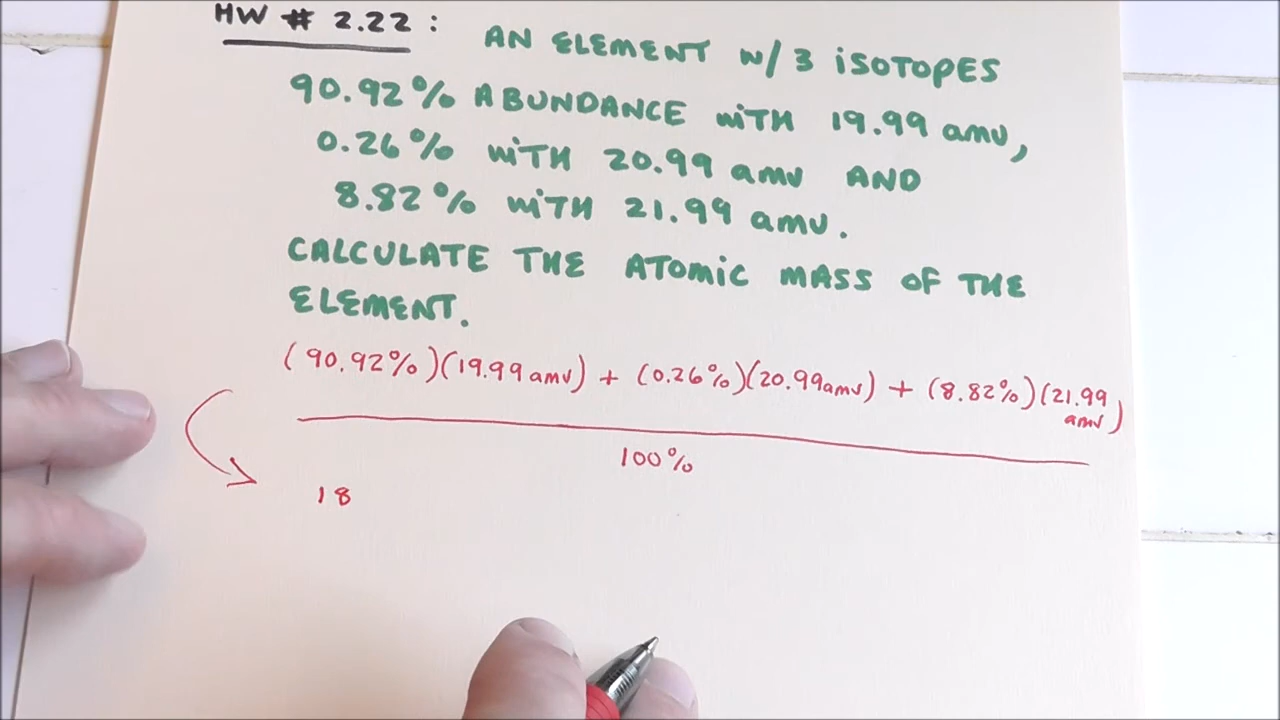 HW # 2.22 : AN ELEMENT w/ 3 iSOTOPES
90.92% ABUNDANCE WiTH 19.99 amu,
0.26% WiTH 20.99 amu AND
8.82% WiTH 21.99 amu.
CALCULATE THE ATOMiC MASS OF THE
ELEMENT.
(90.92%)(19.99 amu) + (0.26%)(20.99 amu) + (8.82%)(21.99
amu)
100%
18